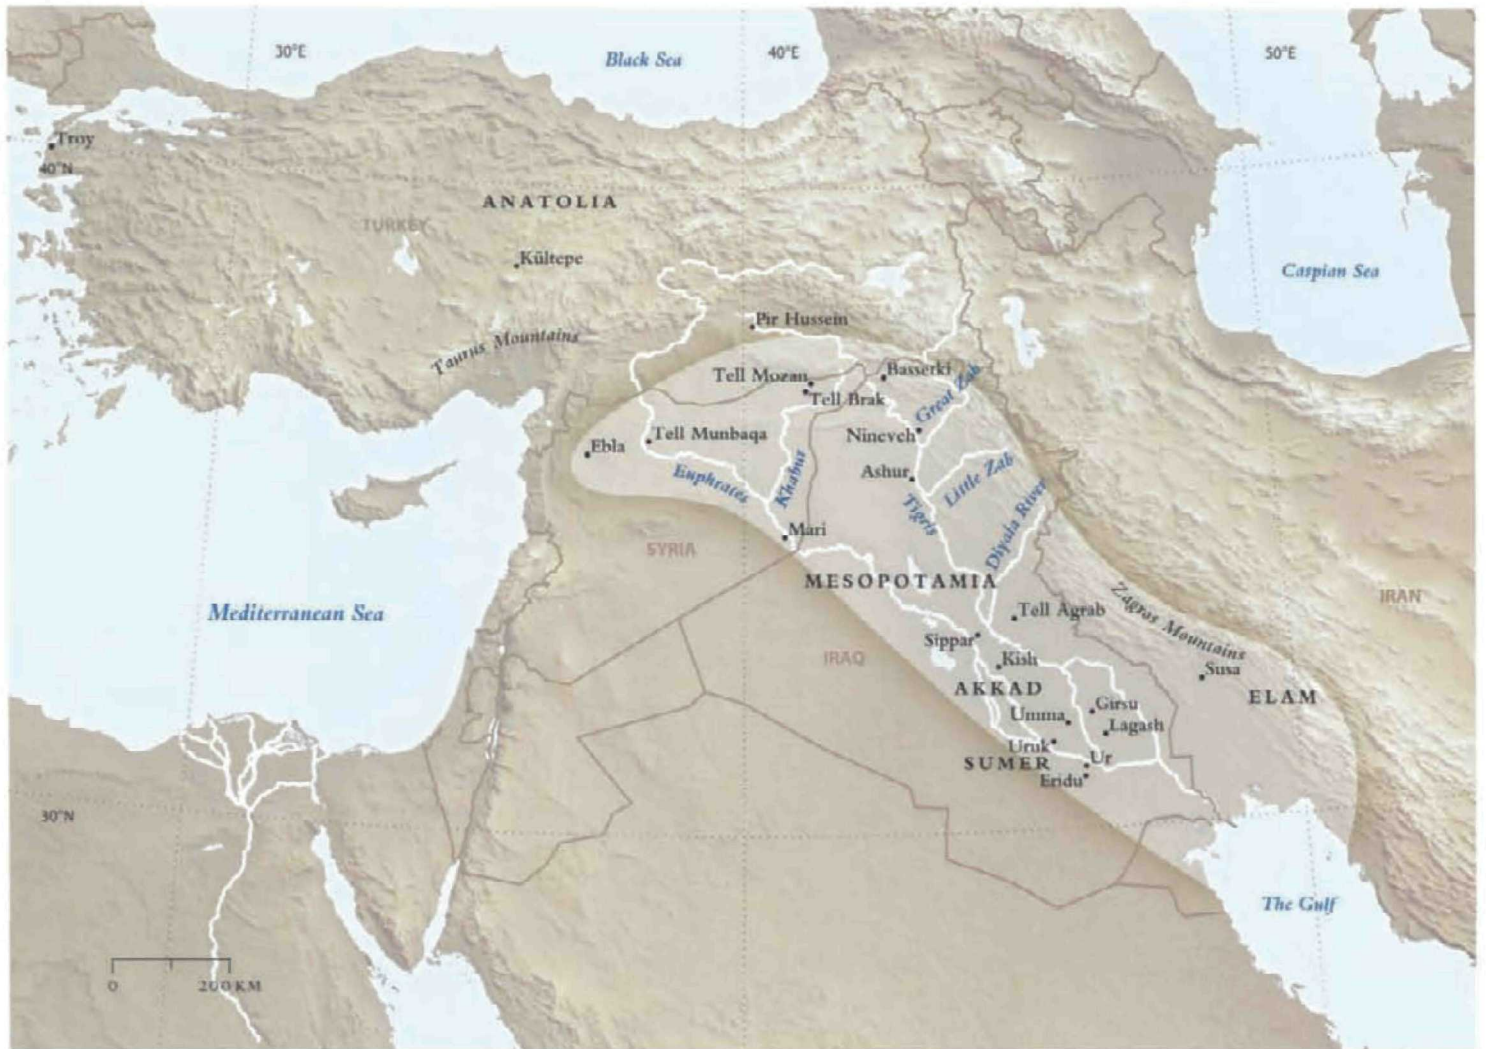 30°E
Black Sea
40°E
50°E
Troy
40°N
ANATOLIA
TURKEY
Kültepe
Caspian Sea
Pır Hussem
Taurus Mountains
Tell Mozan
Basserki
Tell Brak
Great Zab
Nineveh
Tell Munbaqa
Ebla
Euphrates
Khabur
Ashur
Little Zab
Tigris
Diyala River
Mari
SYRIA
MESOPOTAMIA
Mediterranean Sea
Tell Agrab
Zagras Mountains
IRAN
Sippar
IRAQ
Kish
Susa
AKKAD
ELAM
Girsu
Umma
Lagash
Uruk
SUMER
Ur
Eridu
30°N
The Gulf
0
200 KM